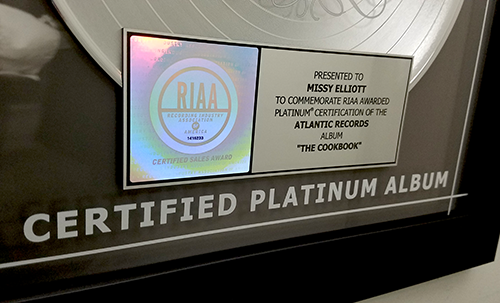 RIAA
RECORDING INDUSTRY
ASSOCIATION
OF
AMERICA
CERTIFIED SALES AWARD
PRESENTED TO
MISSY ELLIOTT
TO COMMEMORATE RIAA AWARDED
PLATINUM® CERTIFICATION OF THE
ATLANTIC RECORDS
ALBUM
"THE COOKBOOK"
CERTIFIED PLATINUM ALBUM